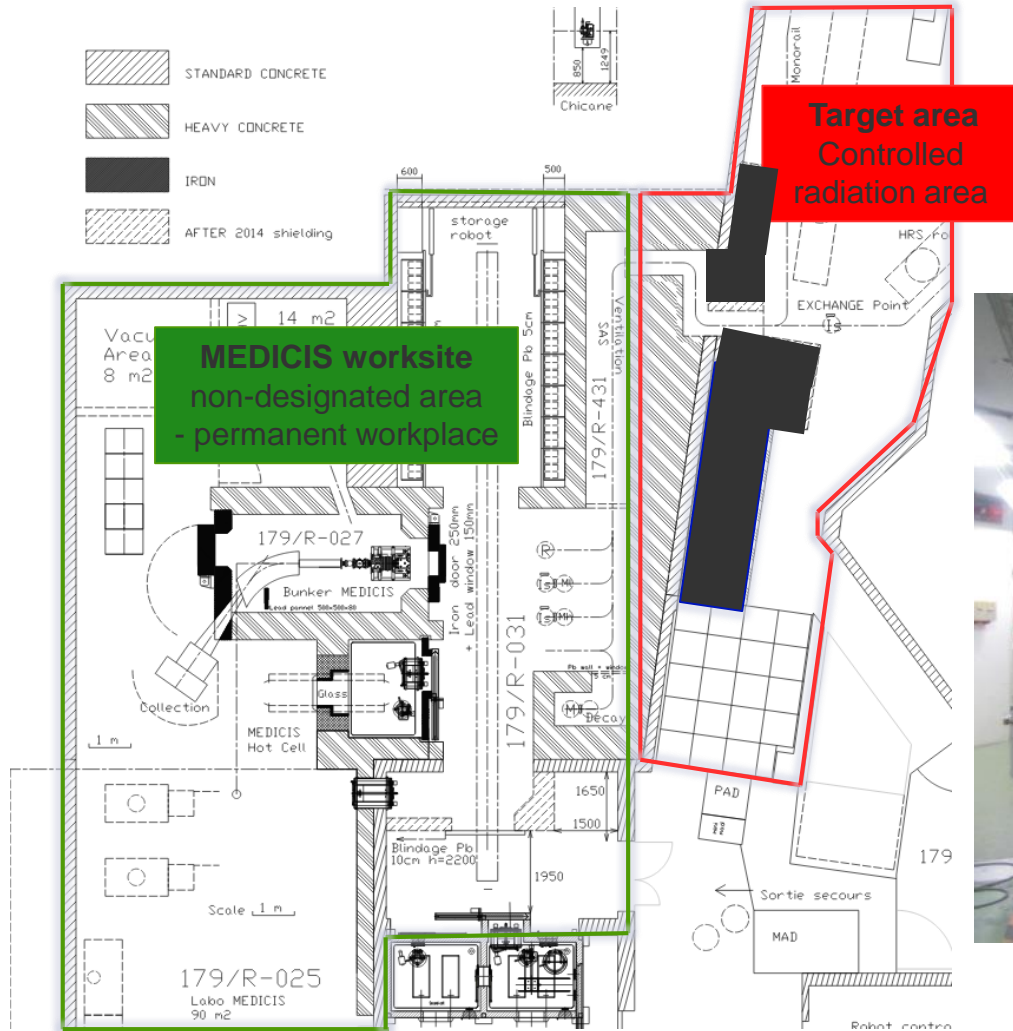 STANDARD CONCRETE
HEAVY CONCRETE
IRON
AFTER 2014 shielding
850
1249
Chicane
Monorail
Target area
Controlled
radiation area
HRS ro
EXCHANGE Point
600
500
storage
robot
Blindage Pb 5cm
Ventilation
SAS
179/R-431
Vacu
Area
8 m2
14 m2
MEDICIS worksite
non-designated area
- permanent workplace
179/R-027
Bunker MEDICIS
Lead pannel 500x500x80
Iron door 250mm
+ Lead window 150mm
179/R-031
R
Glass
Collection
MEDICIS
Hot Cell
1 m
Decay
1650
1500
1950
Blindage Pb
10cm h=2200
Scale 1 m
179/R-025
Labo MEDICIS
90 m2
PAD
179
Sortie secours
MAD
Robot contro